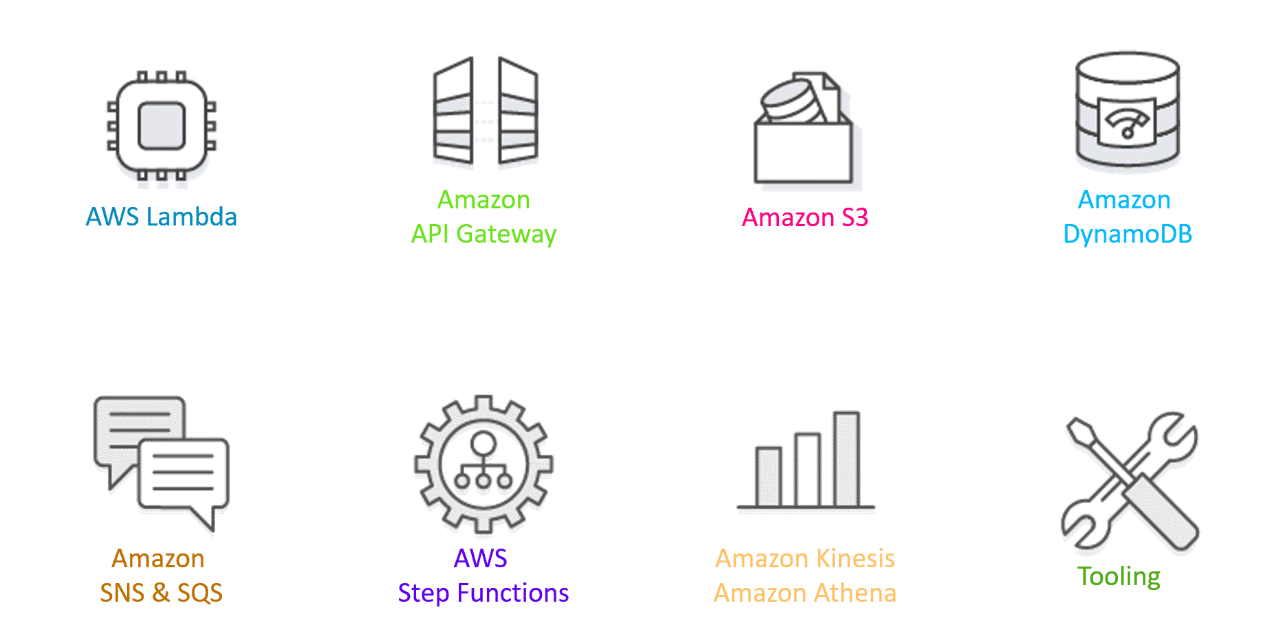 AWS Lambda
Amazon
API Gateway
Amazon S3
Amazon
DynamoDB
Amazon
SNS & SQS
AWS
Step Functions
Amazon Kinesis
Amazon Athena
Tooling